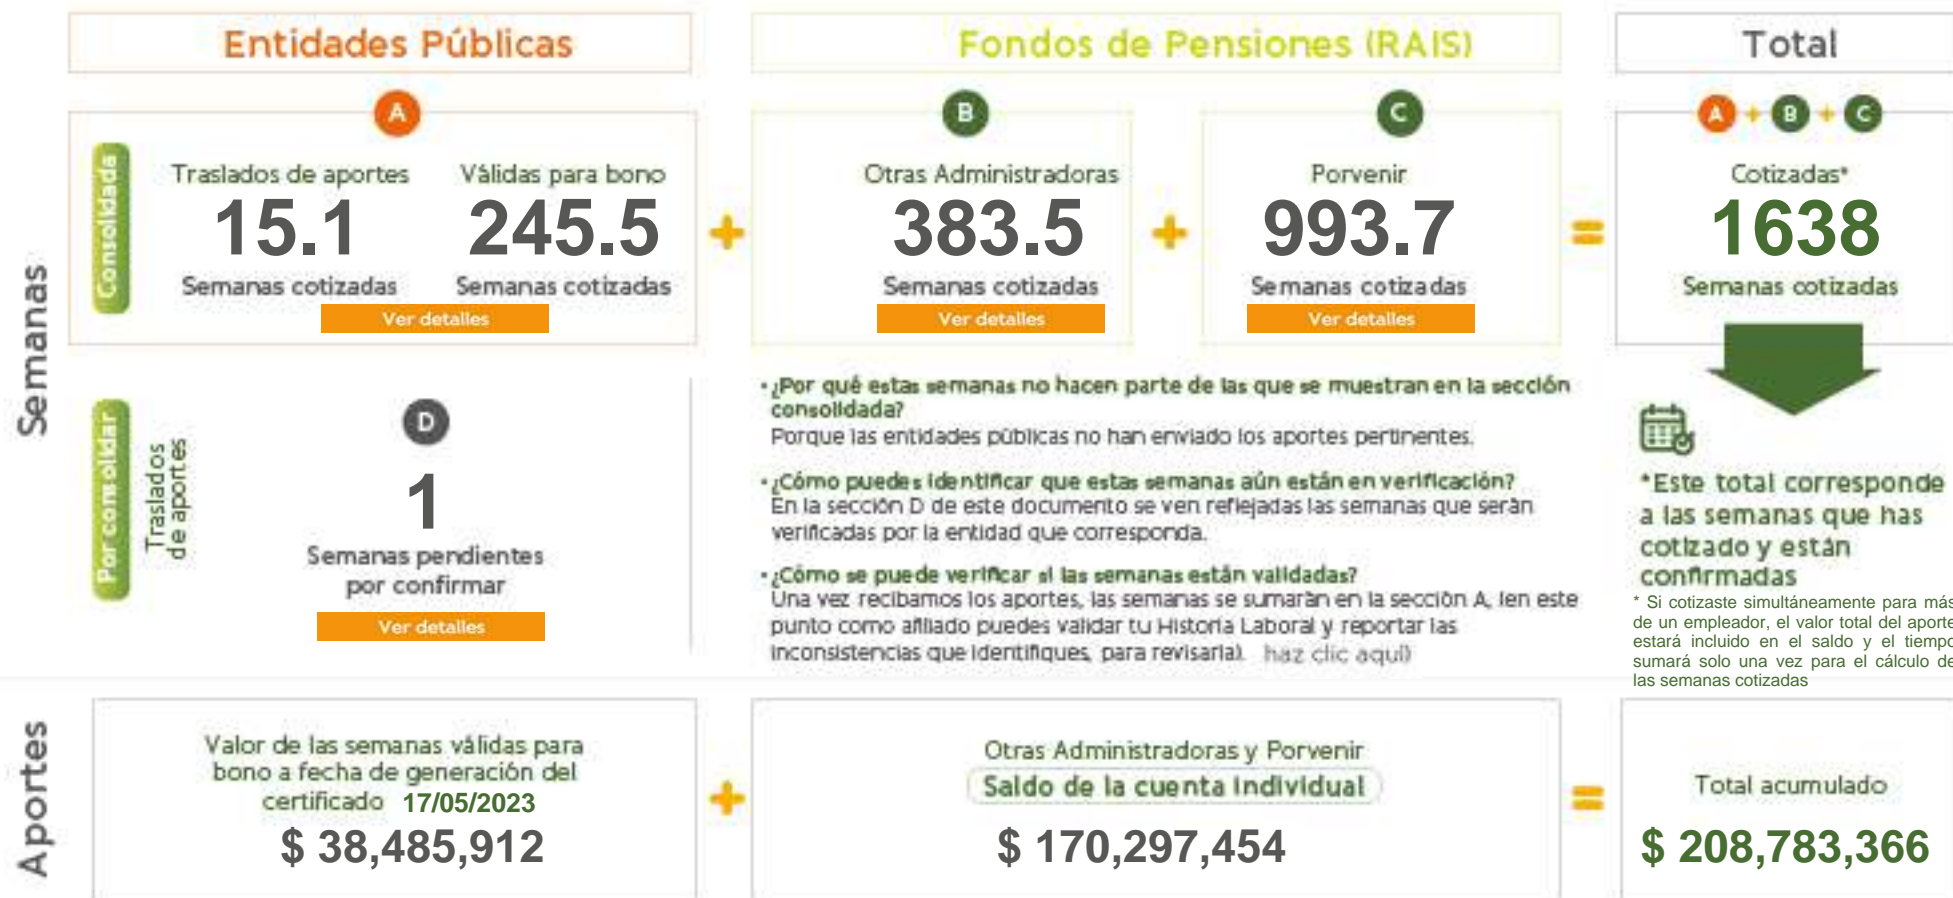 Entidades Públicas
Fondos de Pensiones (RAIS)
Total
Semanas
Consolidada
A
Traslados de aportes
15.1
Semanas cotizadas
Válidas para bono
245.5
Semanas cotizadas
Ver detalles
+
B
Otras Administradoras
383.5
Semanas cotizadas
Ver detalles
+
C
Porvenir
993.7
Semanas cotizadas
Ver detalles
=
A + B + C
Cotizadas*
1638
Semanas cotizadas
Por consolidar
Traslados
de aportes
D
1
Semanas pendientes
por confirmar
Ver detalles
• ¿Por qué estas semanas no hacen parte de las que se muestran en la sección
consolidada?
Porque las entidades públicas no han enviado los aportes pertinentes.
• ¿Cómo puedes identificar que estas semanas aún están en verificación?
En la sección D de este documento se ven reflejadas las semanas que serán
verificadas por la entidad que corresponda.
• ¿Cómo se puede verificar si las semanas están validadas?
Una vez recibamos los aportes, las semanas se sumarán en la sección A, (en este
punto como afiliado puedes validar tu Historia Laboral y reportar las
inconsistencias que identifiques, para revisarla). haz clic aquí)
*Este total corresponde
a las semanas que has
cotizado y están
confirmadas
* Si cotizaste simultáneamente para más
de un empleador, el valor total del aporte
estará incluido en el saldo y el tiempo
sumará solo una vez para el cálculo de
las semanas cotizadas
Aportes
Valor de las semanas válidas para
bono a fecha de generación del
certificado 17/05/2023
$ 38,485,912
+
Otras Administradoras y Porvenir
Saldo de la cuenta Individual
$ 170,297,454
=
Total acumulado
$ 208,783,366